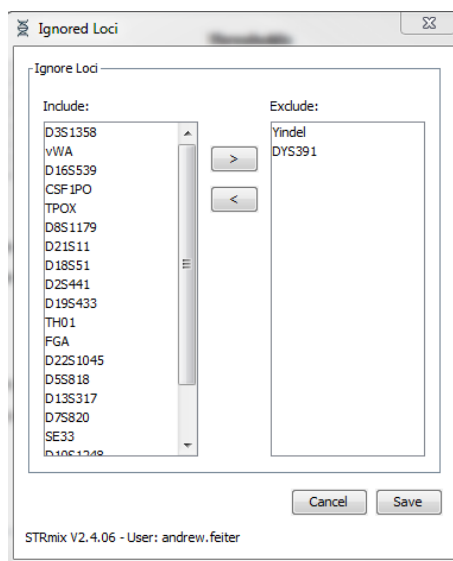 Ignored Loci
Ignore Loci
Include:
Exclude:
D3S1358
vWA
D16S539
CSF1PO
TPOX
D8S1179
D21S11
D18S51
D2S441
D19S433
TH01
FGA
D22S1045
D5S818
D13S317
D7S820
SE33
>
<
Yindel
DYS391
Cancel
Save
STRmix V2.4.06 - User: andrew.feiter